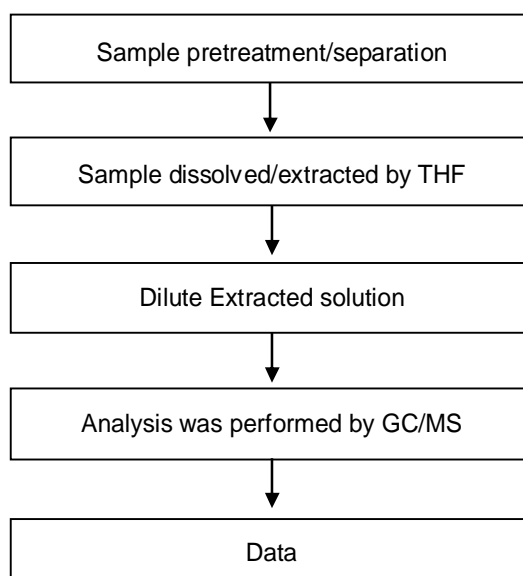 Sample pretreatment/separation
Sample dissolved/extracted by THF
Dilute Extracted solution
Analysis was performed by GC/MS
Data